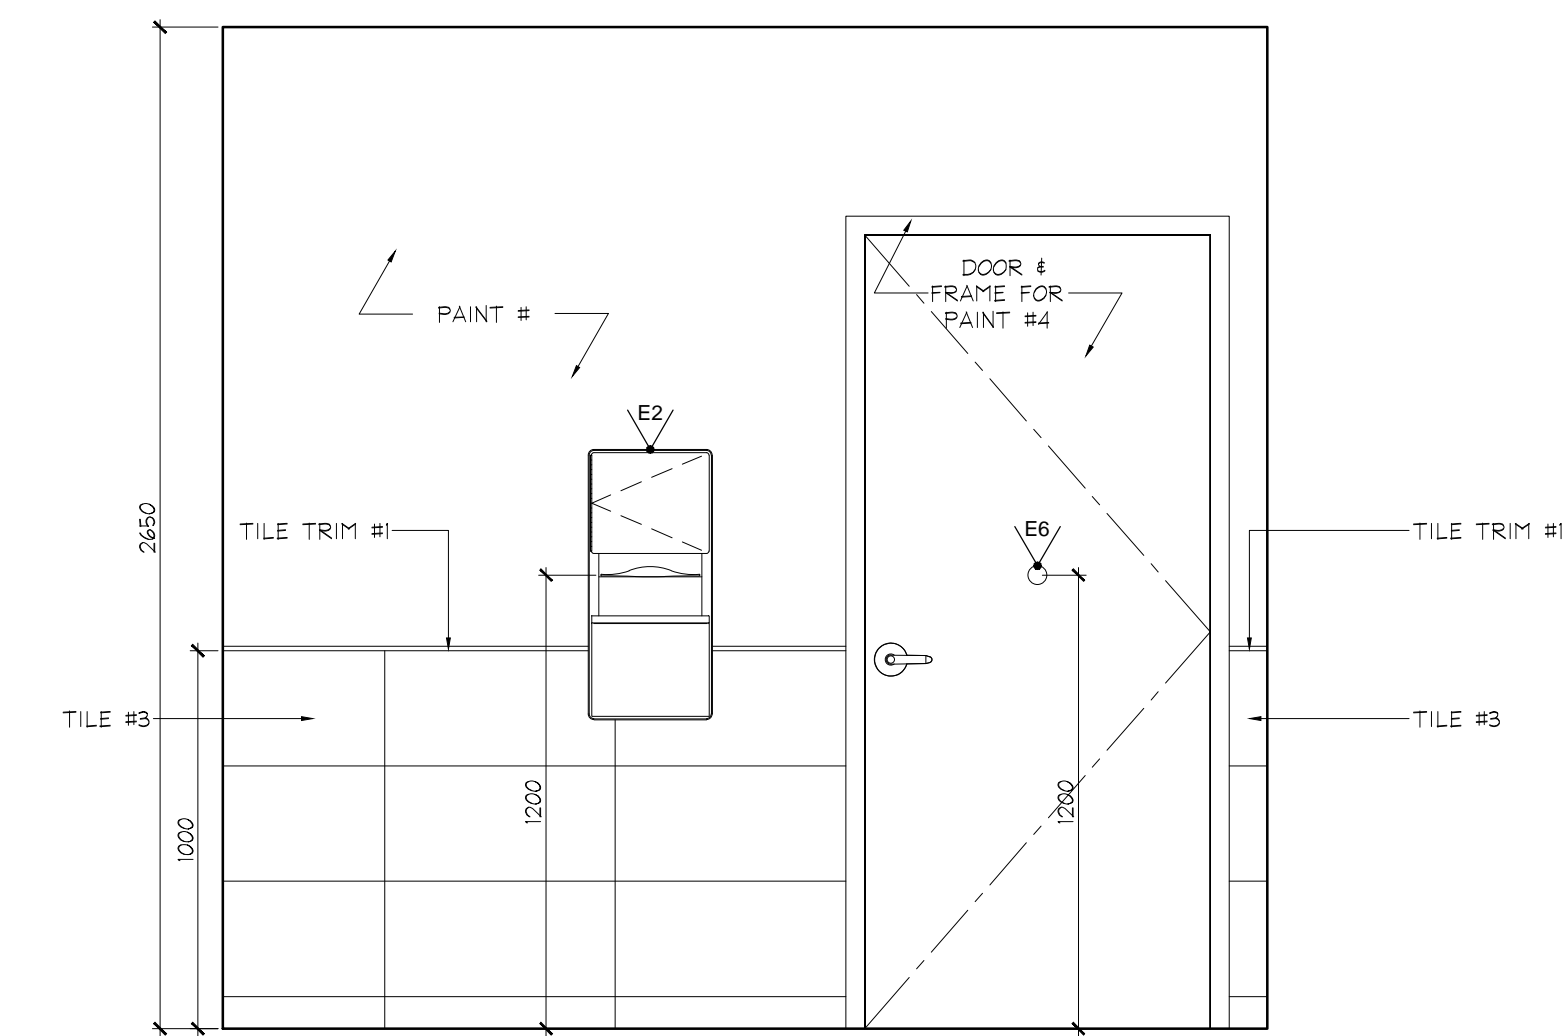 DOOR &
FRAME FOR
PAINT #4
PAINT #
E2
2650
TILE TRIM #1
E6
TILE TRIM #1
TILE #3
TILE #3
1200
1200
1000